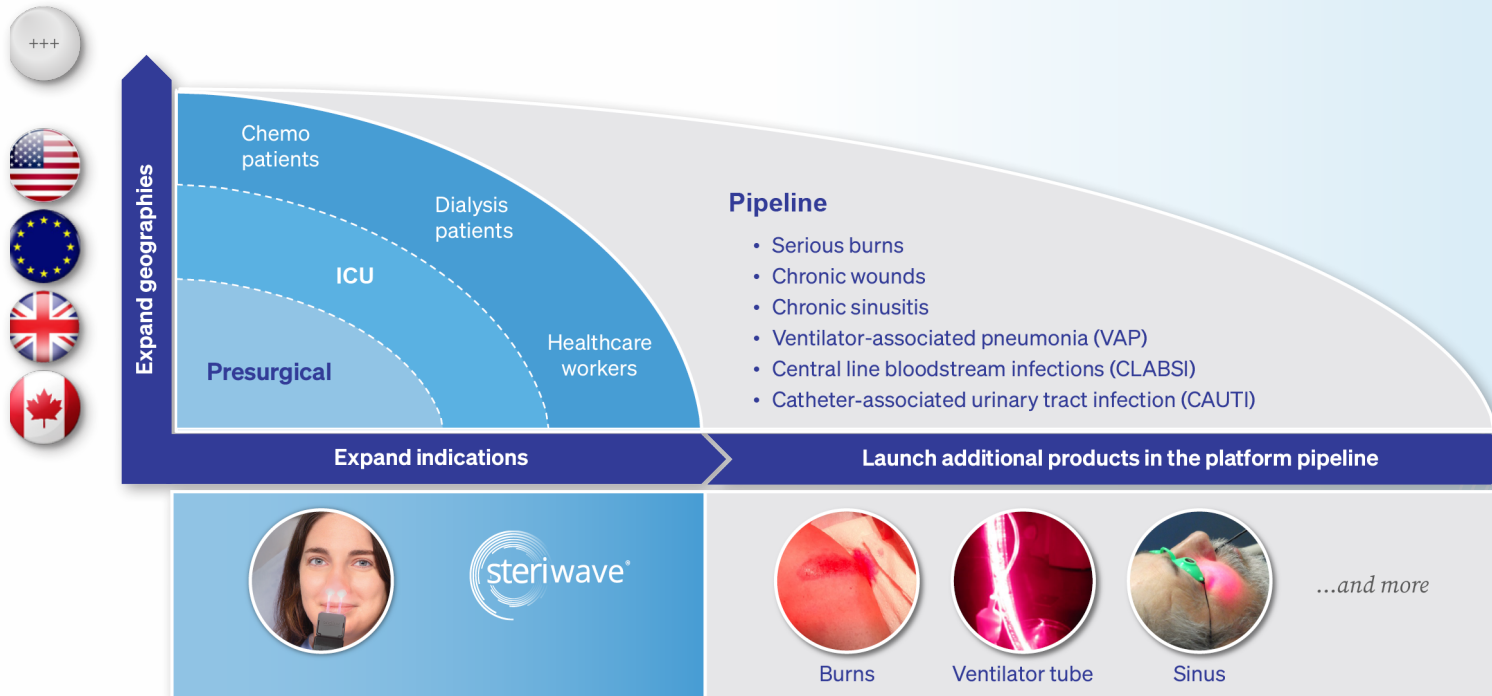 +++
Expand geographies
Chemo
patients
Dialysis
patients
ICU
Healthcare
workers
Presurgical
Pipeline
• Serious burns
• Chronic wounds
• Chronic sinusitis
• Ventilator-associated pneumonia (VAP)
• Central line bloodstream infections (CLABSI)
• Catheter-associated urinary tract infection (CAUTI)
Expand indications
Launch additional products in the platform pipeline
steriwave®
...and more
Burns
Ventilator tube
Sinus